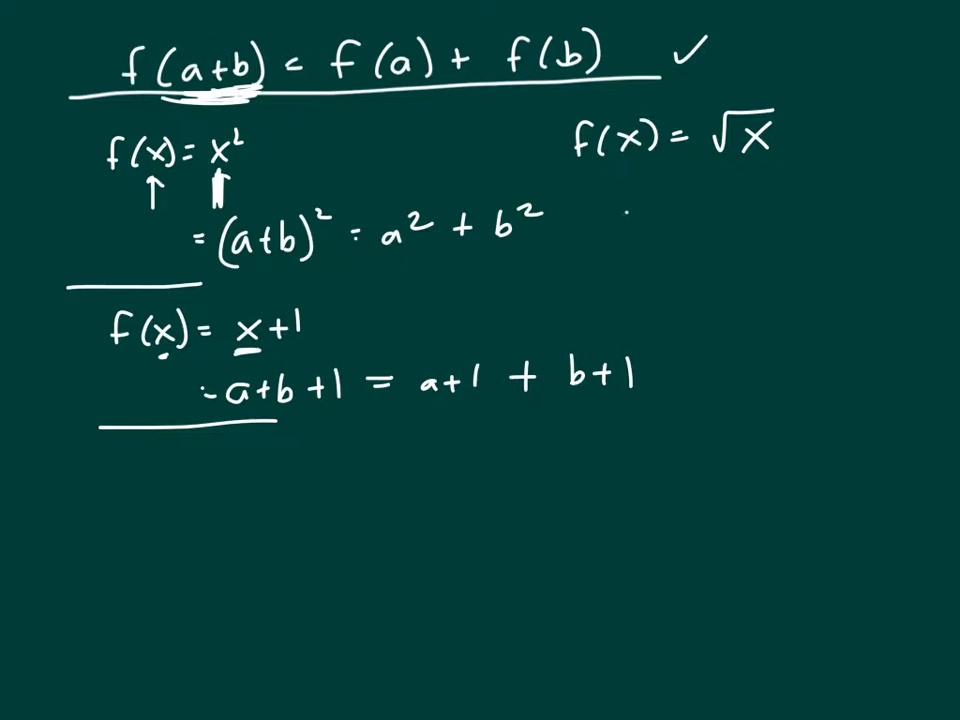 f(a+b) = f(a) + f(b) ✓
f(x) = x²
f(x) = √x
= (a+b)² = a² + b²
f(x) = x+1
= a+b+1 = a+1 + b+1